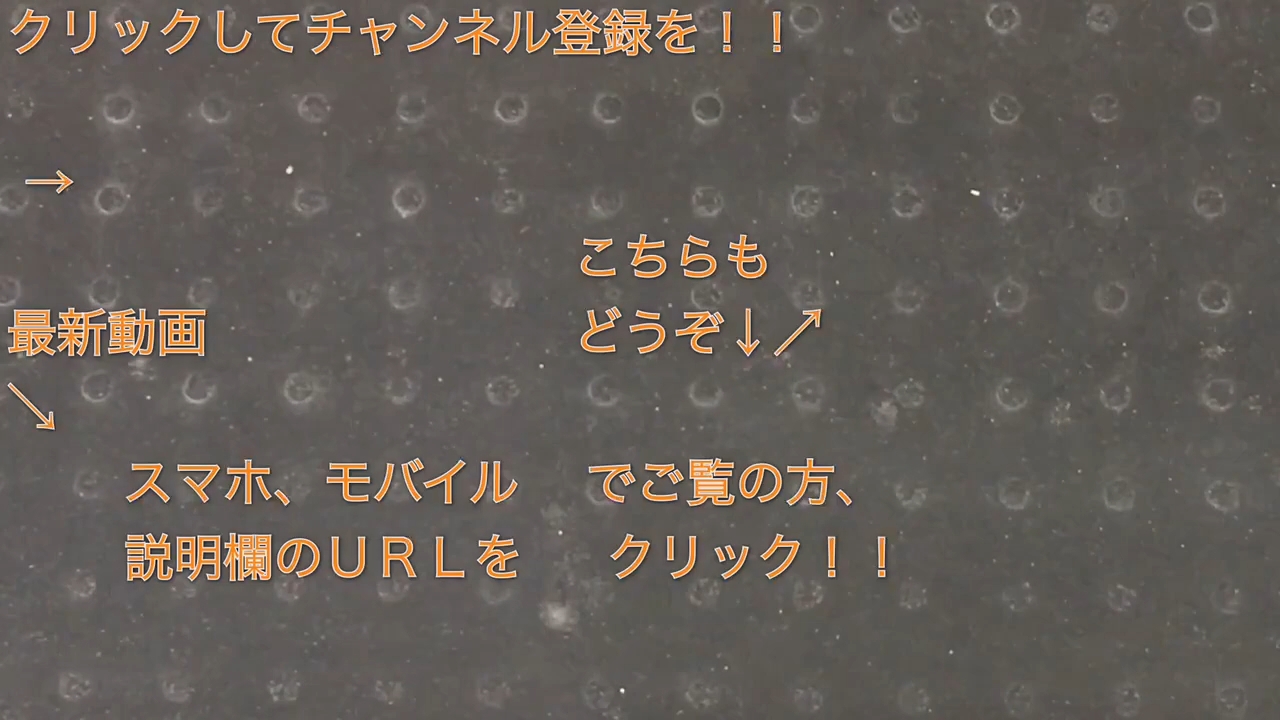 クリックしてチャンネル登録を！！
→
こちらも
最新動画
どうぞ↓↗
↘
スマホ、モバイル　でご覧の方、
説明欄のＵＲＬを　クリック！！